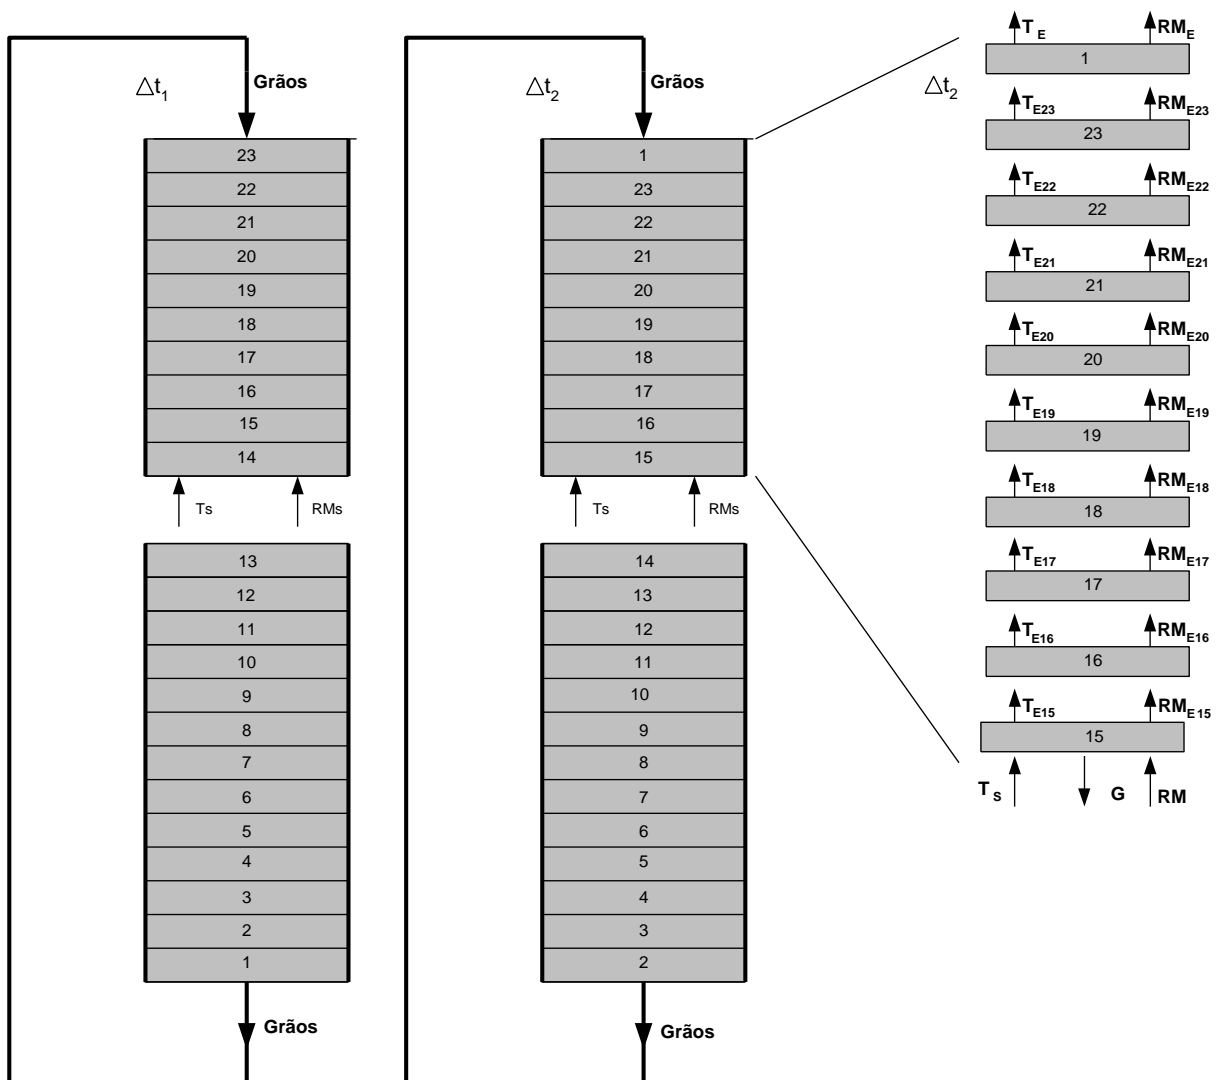 Δt1
Grãos
23
22
21
20
19
18
17
16
15
14
Ts
RMs
13
12
11
10
9
8
7
6
5
4
3
2
1
Grãos
Δt2
Grãos
1
23
22
21
20
19
18
17
16
15
Ts
RMs
14
13
12
11
10
9
8
7
6
5
4
3
2
Grãos
Δt2
TE RME
1
TE23 RME23
23
TE22 RME22
22
TE21 RME21
21
TE20 RME20
20
TE19 RME19
19
TE18 RME18
18
TE17 RME17
17
TE16 RME16
16
TE15 RME15
15
TS G RM